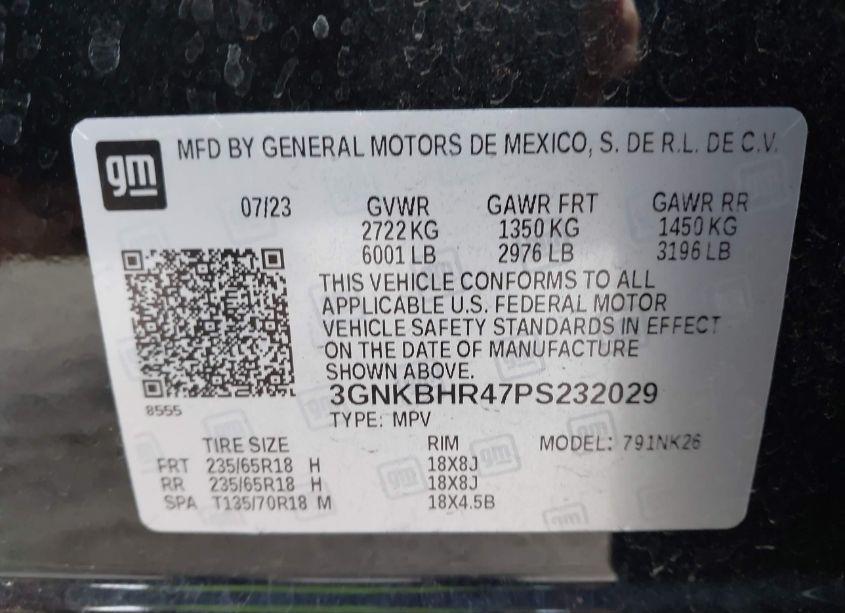 gm MFD BY GENERAL MOTORS DE MEXICO, S. DE R.L. DE C.V.
07/23 GVWR GAWR FRT GAWR RR
2722 KG 1350 KG 1450 KG
6001 LB 2976 LB 3196 LB
THIS VEHICLE CONFORMS TO ALL
APPLICABLE U.S. FEDERAL MOTOR
VEHICLE SAFETY STANDARDS IN EFFECT
ON THE DATE OF MANUFACTURE
SHOWN ABOVE.
3GNKBHR47PS232029
8555
TYPE: MPV
TIRE SIZE RIM MODEL: 791NK26
FRT 235/65R18 H 18X8J
RR 235/65R18 H 18X8J
SPA T135/70R18 M 18X4.5B
gm